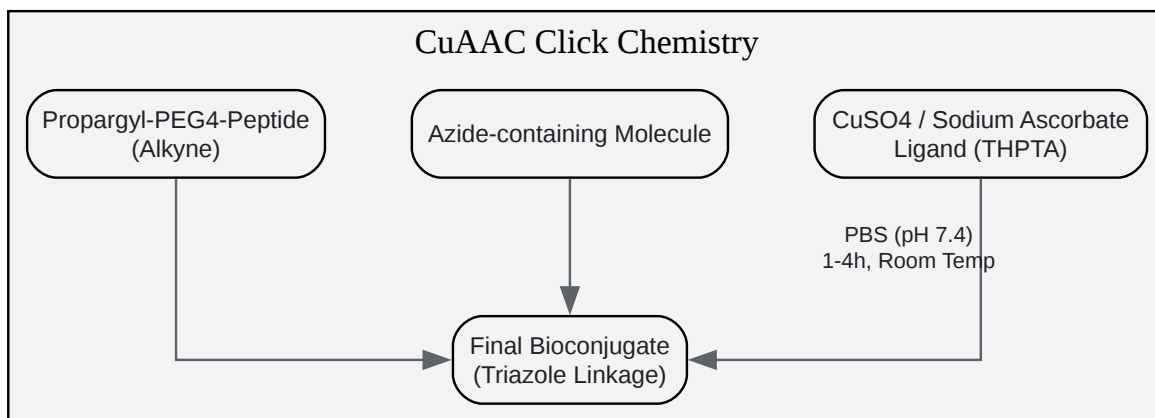 CuAAC Click Chemistry
Propargyl-PEG4-Peptide
(Alkyne)
Azide-containing Molecule
CuSO4 / Sodium Ascorbate
Ligand (THPTA)
PBS (pH 7.4)
1-4h, Room Temp
Final Bioconjugate
(Triazole Linkage)